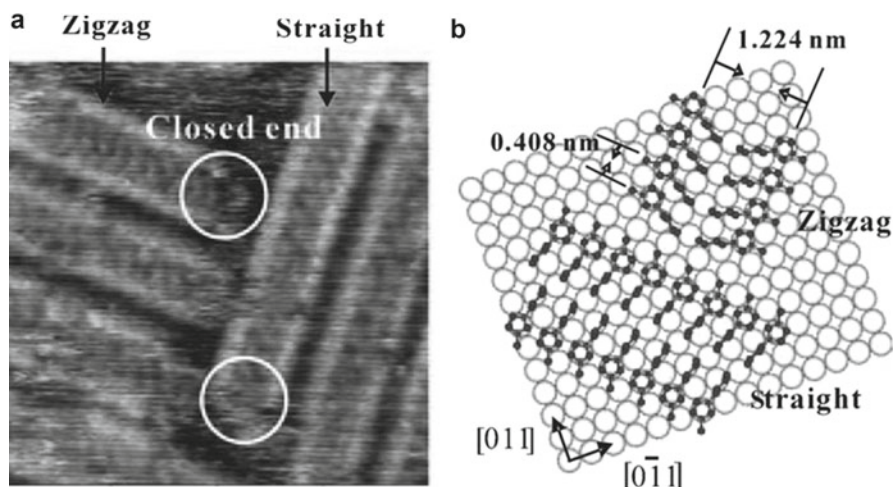 a
Zigzag
Straight
Closed end
b
1.224 nm
0.408 nm
Zigzag
Straight
[011]
[01̄1]